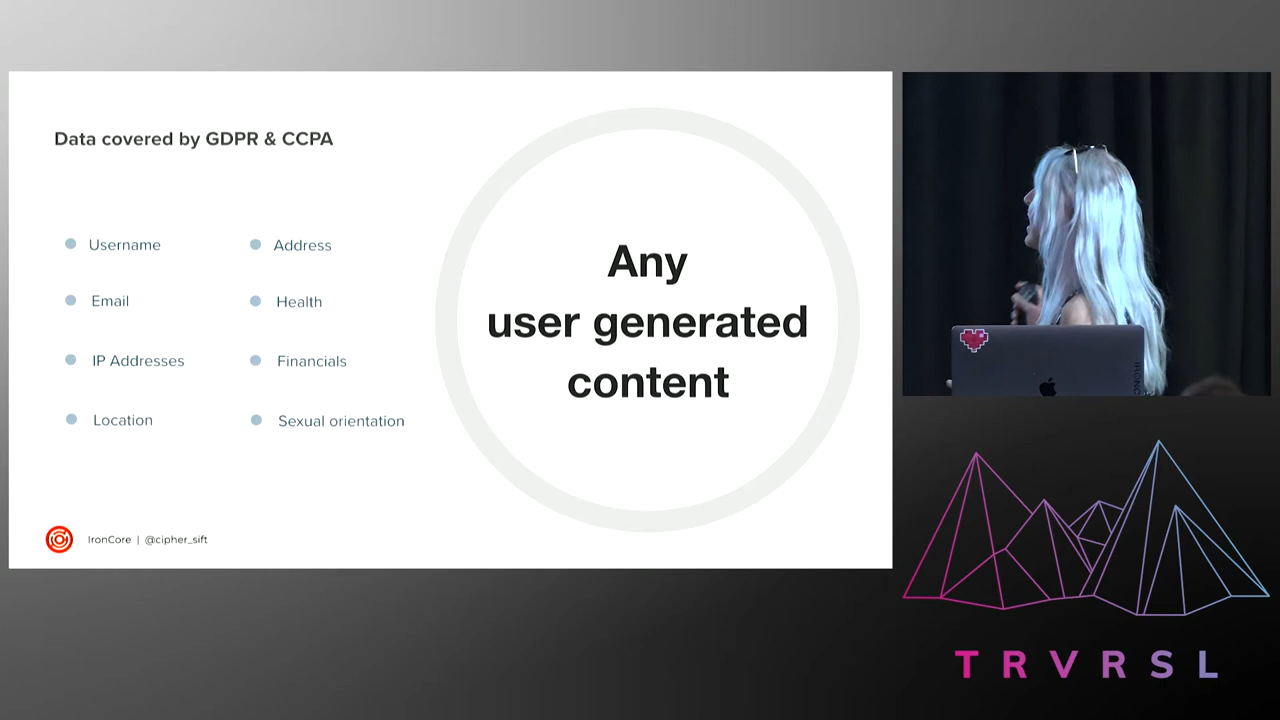 Data covered by GDPR & CCPA
Username
Address
Email
Health
IP Addresses
Financials
Location
Sexual orientation
Any
user generated
content
IronCore | @cipher_sift
TRVRSL